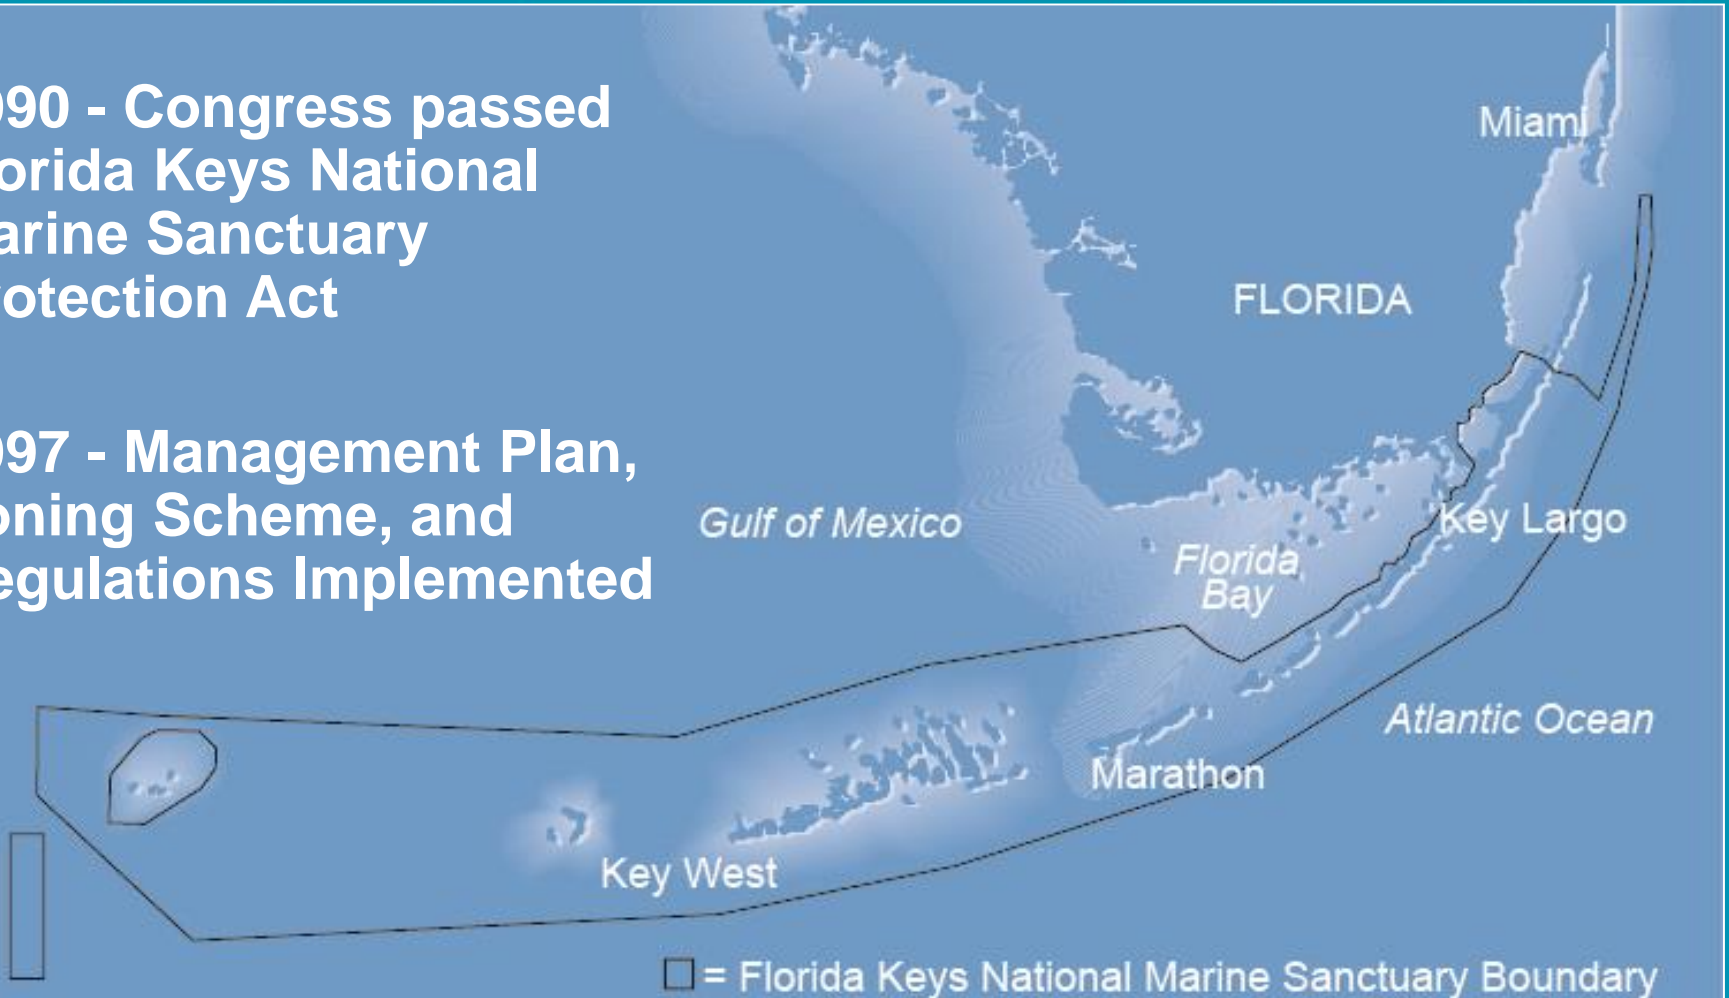 990 - Congress passed
orida Keys National
arine Sanctuary
otection Act
997 - Management Plan,
oning Scheme, and
egulations Implemented
Miami
FLORIDA
Gulf of Mexico
Key Largo
Florida
Bay
Atlantic Ocean
Marathon
Key West
= Florida Keys National Marine Sanctuary Boundary